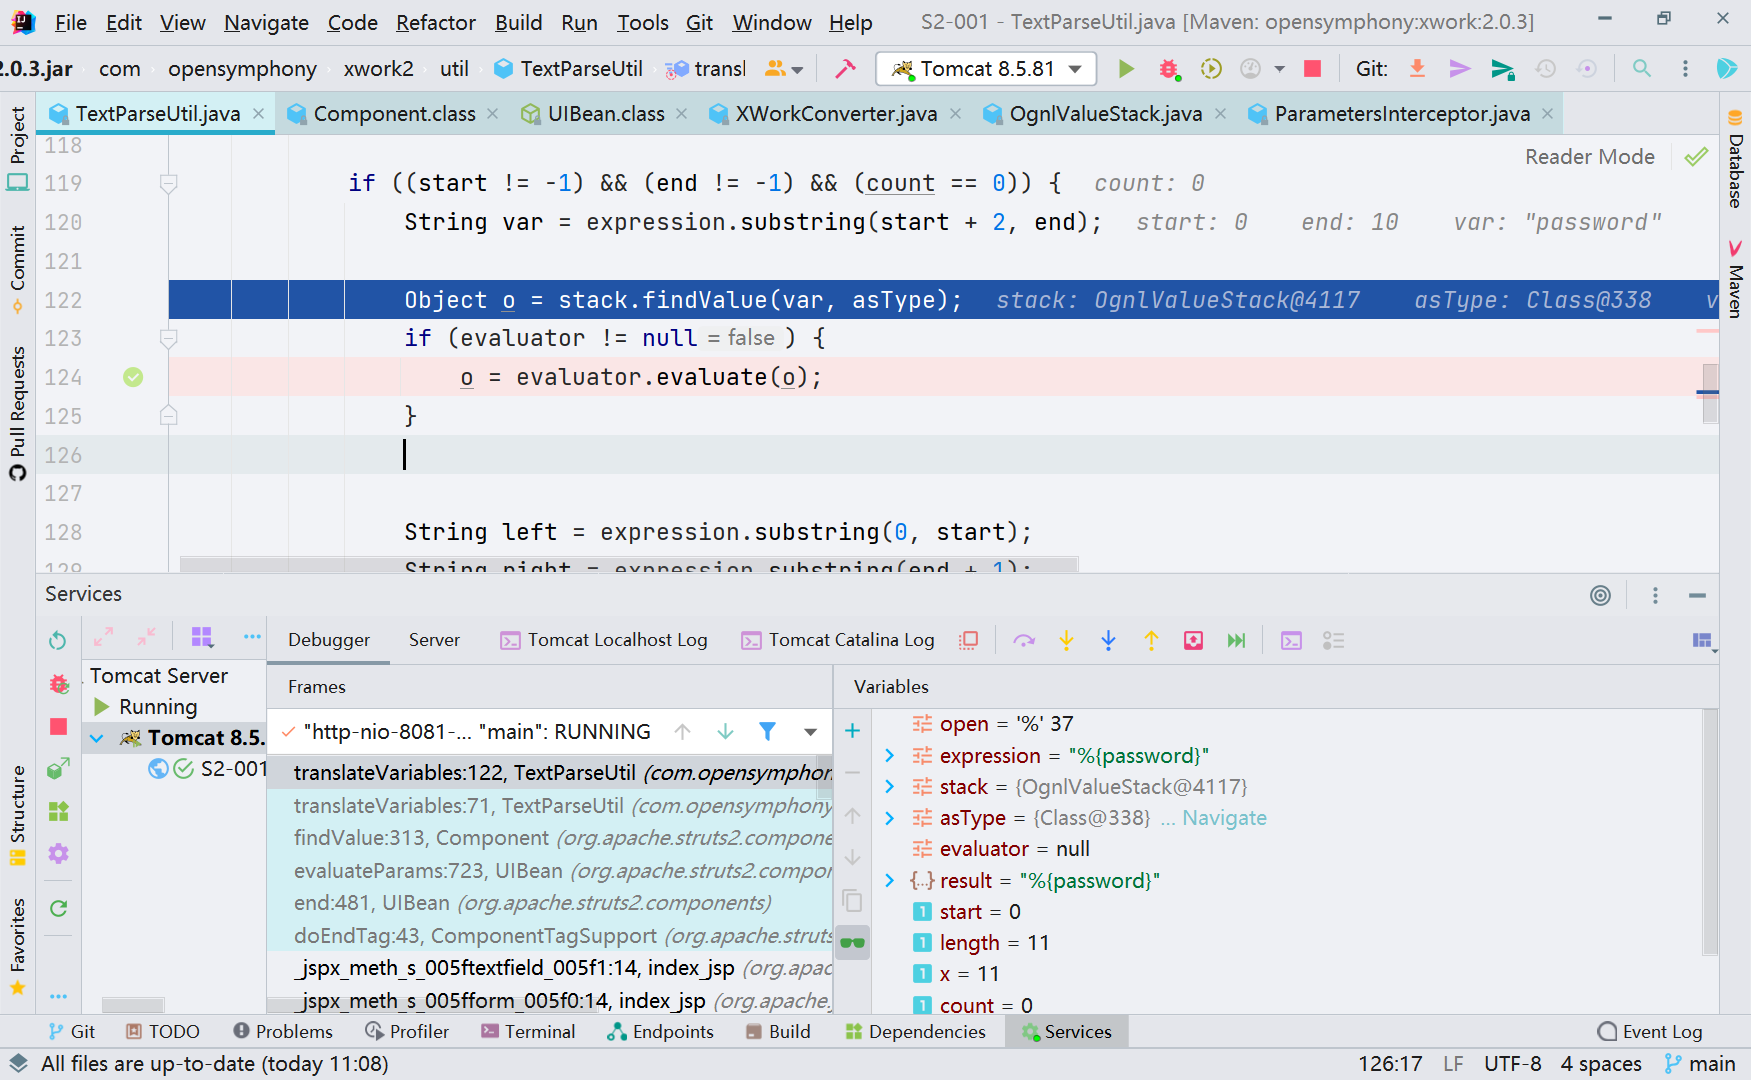 File Edit View Navigate Code Refactor Build Run Tools Git Window Help S2-001 - TextParseUtil.java [Maven: opensymphony:xwork:2.0.3]
2.0.3.jar com opensymphony xwork2 util TextParseUtil transl Tomcat 8.5.81 Git:
TextParseUtil.java Component.class UIBean.class XWorkConverter.java OgnlValueStack.java ParametersInterceptor.java
Project
Commit
Pull Requests
Structure
Favorites
Database
Maven
Reader Mode
118
119 if ((start != -1) && (end != -1) && (count == 0)) { count: 0
120 String var = expression.substring(start + 2, end); start: 0 end: 10 var: "password"
121
122 Object o = stack.findValue(var, asType); stack: OgnlValueStack@4117 asType: Class@338 v
123 if (evaluator != null = false ) {
124 o = evaluator.evaluate(o);
125 }
126
127
128 String left = expression.substring(0, start);
129 String right = expression.substring(end + 1);
Services
Debugger Server Tomcat Localhost Log Tomcat Catalina Log
Tomcat Server
Running
Tomcat 8.5.
S2-001
Frames
"http-nio-8081-... "main": RUNNING
translateVariables:122, TextParseUtil (com.opensymphon
translateVariables:71, TextParseUtil (com.opensymphony
findValue:313, Component (org.apache.struts2.compone
evaluateParams:723, UIBean (org.apache.struts2.compor
end:481, UIBean (org.apache.struts2.components)
doEndTag:43, ComponentTagSupport (org.apache.struts
_jspx_meth_s_005ftextfield_005f1:14, index_jsp (org.apac
_jspx_meth_s_005fform_005f0:14, index_jsp (org.apache.
Variables
open = '%' 37
expression = "%{password}"
stack = {OgnlValueStack@4117}
asType = {Class@338} ... Navigate
evaluator = null
result = "%{password}"
start = 0
length = 11
x = 11
count = 0
Git TODO Problems Profiler Terminal Endpoints Build Dependencies Services Event Log
All files are up-to-date (today 11:08) 126:17 LF UTF-8 4 spaces main